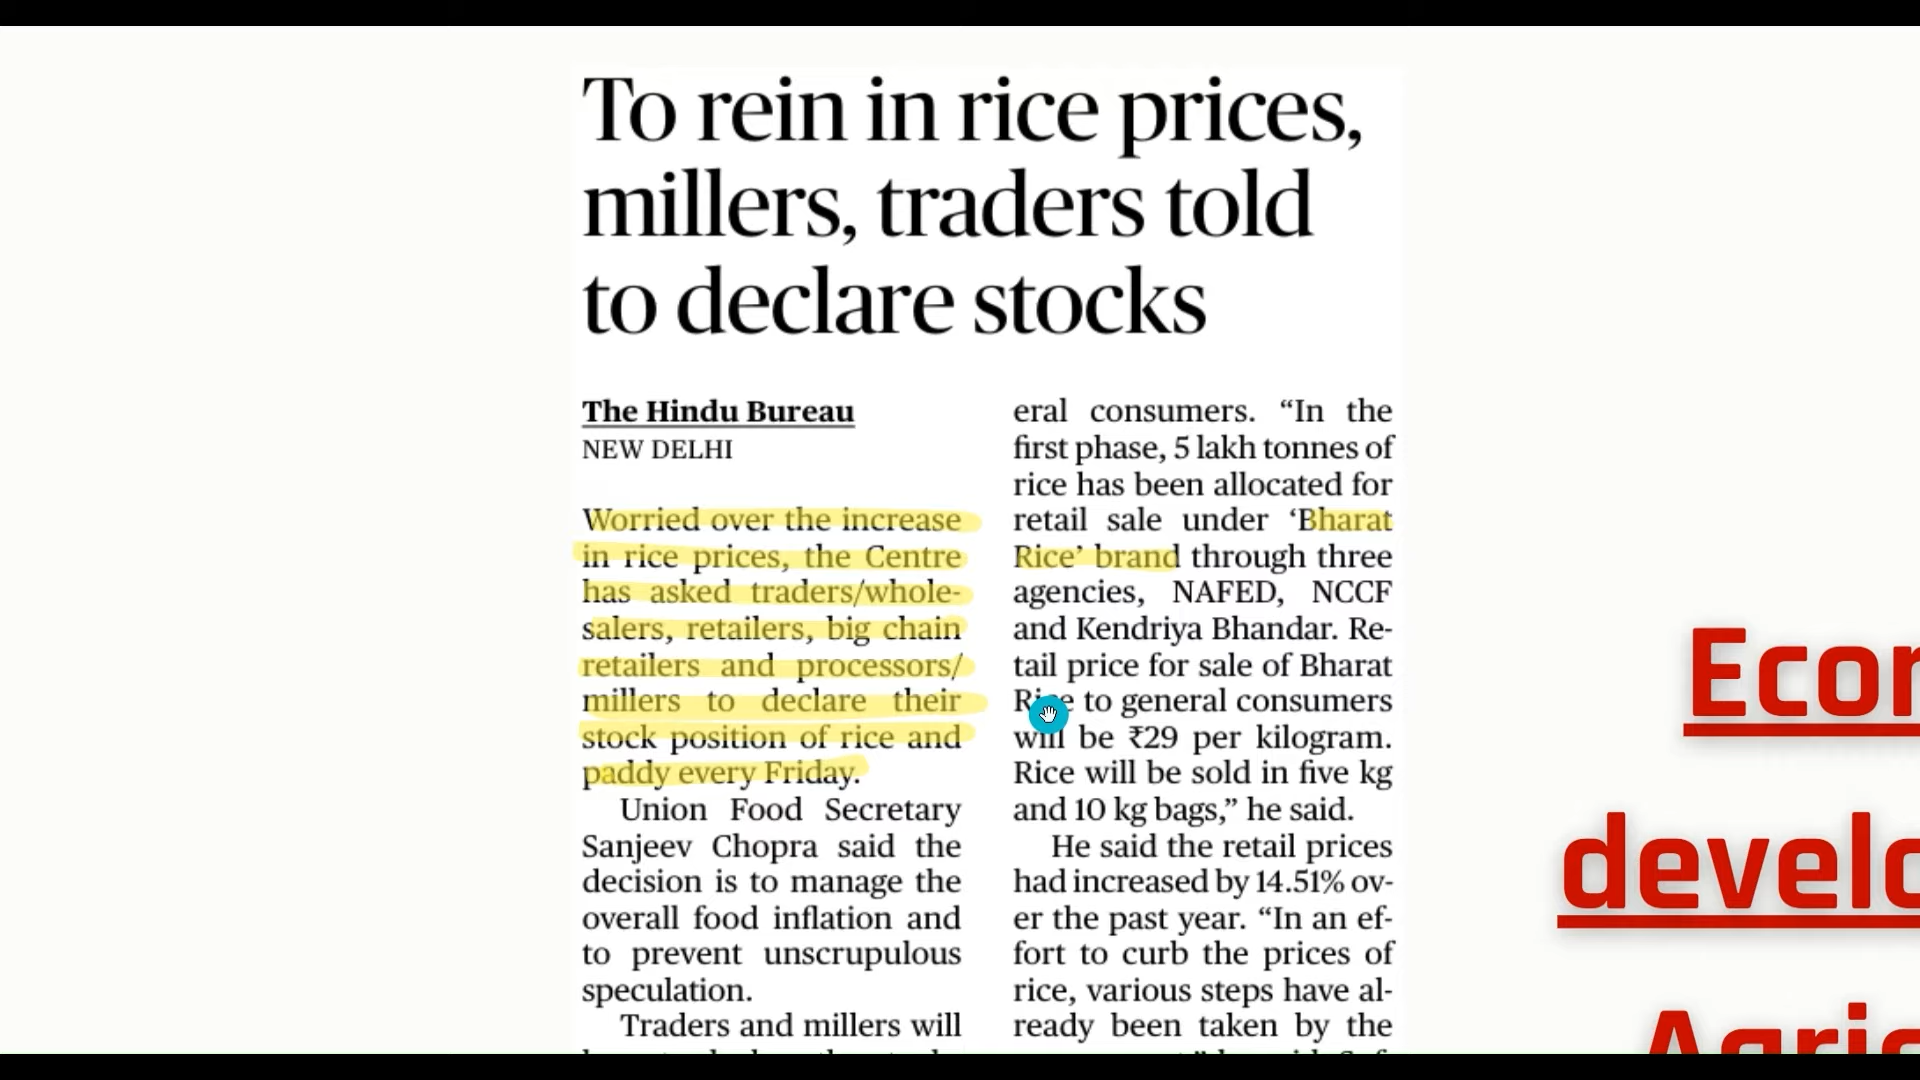 To rein in rice prices,
millers, traders told
to declare stocks
The Hindu Bureau
NEW DELHI
Worried over the increase
in rice prices, the Centre
has asked traders/whole-
salers, retailers, big chain
retailers and processors/
millers to declare their
stock position of rice and
paddy every Friday.
Union Food Secretary
Sanjeev Chopra said the
decision is to manage the
overall food inflation and
to prevent unscrupulous
speculation.
Traders and millers will
eral consumers. “In the
first phase, 5 lakh tonnes of
rice has been allocated for
retail sale under ‘Bharat
Rice’ brand through three
agencies, NAFED, NCCF
and Kendriya Bhandar. Re-
tail price for sale of Bharat
Rice to general consumers
will be ₹29 per kilogram.
Rice will be sold in five kg
and 10 kg bags,” he said.
He said the retail prices
had increased by 14.51% ov-
er the past year. “In an ef-
fort to curb the prices of
rice, various steps have al-
ready been taken by the
Econ
develo
Agric